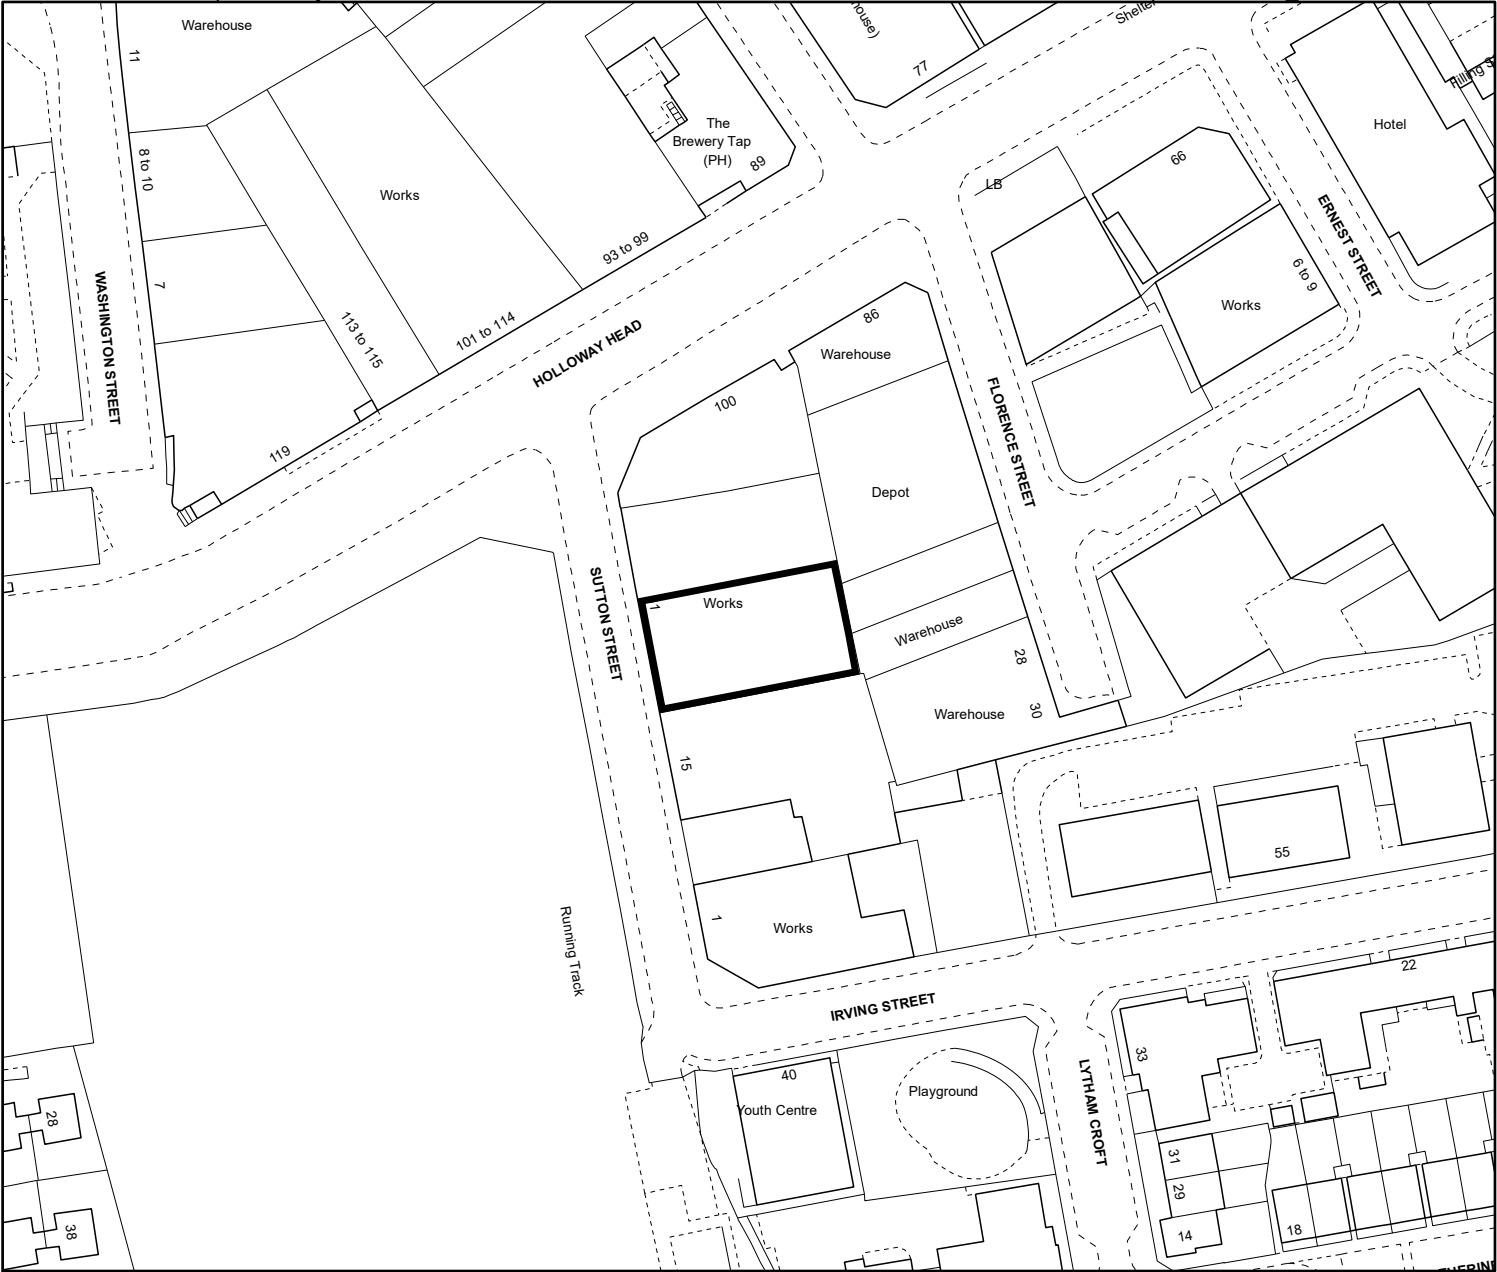 Warehouse
11
77
Hotel
The
Brewery Tap
(PH)
89
LB
66
8 to 10
Works
ERNEST STREET
93 to 99
6 to 9
WASHINGTON STREET
7
Works
113 to 115
101 to 114
HOLLOWAY HEAD
86
Warehouse
100
FLORENCE STREET
119
Depot
SUTTON STREET
1
Works
Warehouse
28
Warehouse
30
15
55
Running Track
1
Works
22
IRVING STREET
33
40
Youth Centre
Playground
LYTHAM CROFT
28
31
29
38
14
18